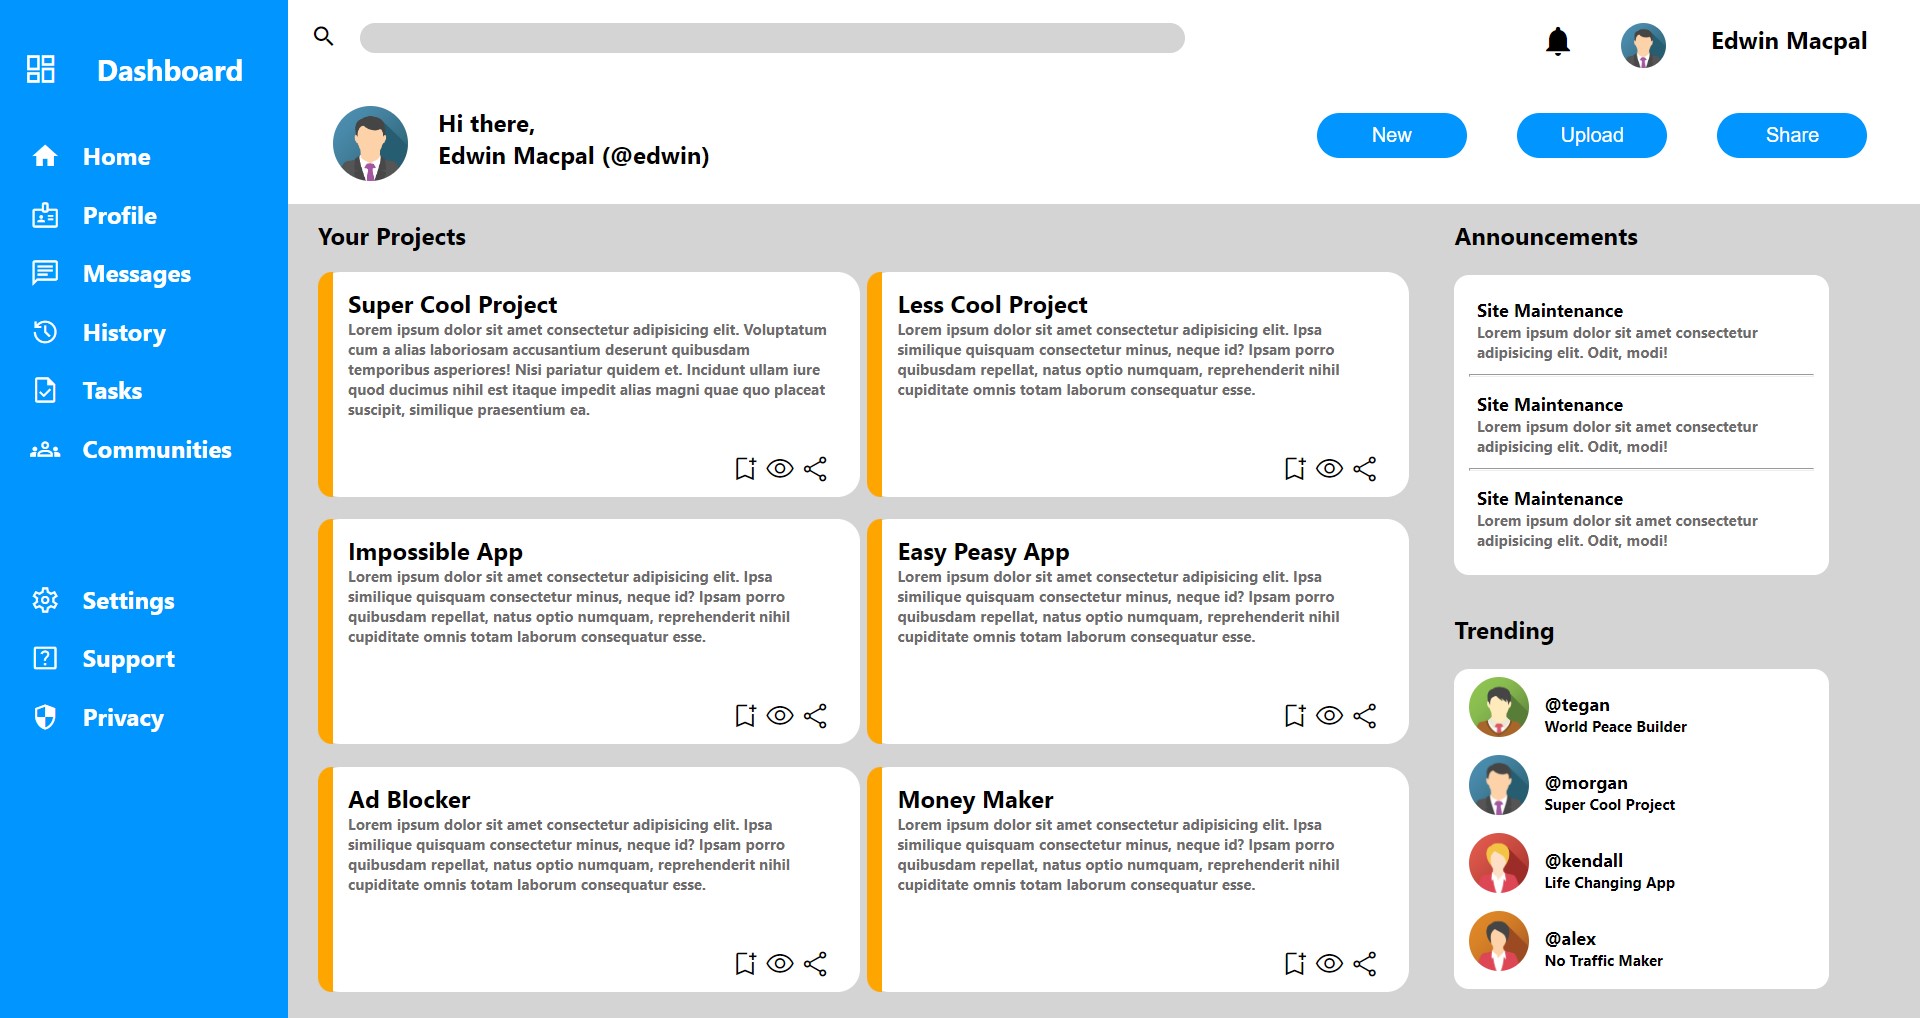 Dashboard
Home
Profile
Messages
History
Tasks
Communities
Settings
Support
Privacy
Edwin Macpal
Hi there,
Edwin Macpal (@edwin)
New
Upload
Share
Your Projects
Super Cool Project
Lorem ipsum dolor sit amet consectetur adipisicing elit. Voluptatum
cum a alias laboriosam accusantium deserunt quibusdam
temporibus asperiores! Nisi pariatur quidem et. Incidunt ullam iure
quod ducimus nihil est itaque impedit alias magni quae quo placeat
suscipit, similique praesentium ea.
Less Cool Project
Lorem ipsum dolor sit amet consectetur adipisicing elit. Ipsa
similique quisquam consectetur minus, neque id? Ipsam porro
quibusdam repellat, natus optio numquam, reprehenderit nihil
cupiditate omnis totam laborum consequatur esse.
Impossible App
Lorem ipsum dolor sit amet consectetur adipisicing elit. Ipsa
similique quisquam consectetur minus, neque id? Ipsam porro
quibusdam repellat, natus optio numquam, reprehenderit nihil
cupiditate omnis totam laborum consequatur esse.
Easy Peasy App
Lorem ipsum dolor sit amet consectetur adipisicing elit. Ipsa
similique quisquam consectetur minus, neque id? Ipsam porro
quibusdam repellat, natus optio numquam, reprehenderit nihil
cupiditate omnis totam laborum consequatur esse.
Ad Blocker
Lorem ipsum dolor sit amet consectetur adipisicing elit. Ipsa
similique quisquam consectetur minus, neque id? Ipsam porro
quibusdam repellat, natus optio numquam, reprehenderit nihil
cupiditate omnis totam laborum consequatur esse.
Money Maker
Lorem ipsum dolor sit amet consectetur adipisicing elit. Ipsa
similique quisquam consectetur minus, neque id? Ipsam porro
quibusdam repellat, natus optio numquam, reprehenderit nihil
cupiditate omnis totam laborum consequatur esse.
Announcements
Site Maintenance
Lorem ipsum dolor sit amet consectetur
adipisicing elit. Odit, modi!
Site Maintenance
Lorem ipsum dolor sit amet consectetur
adipisicing elit. Odit, modi!
Site Maintenance
Lorem ipsum dolor sit amet consectetur
adipisicing elit. Odit, modi!
Trending
@tegan
World Peace Builder
@morgan
Super Cool Project
@kendall
Life Changing App
@alex
No Traffic Maker